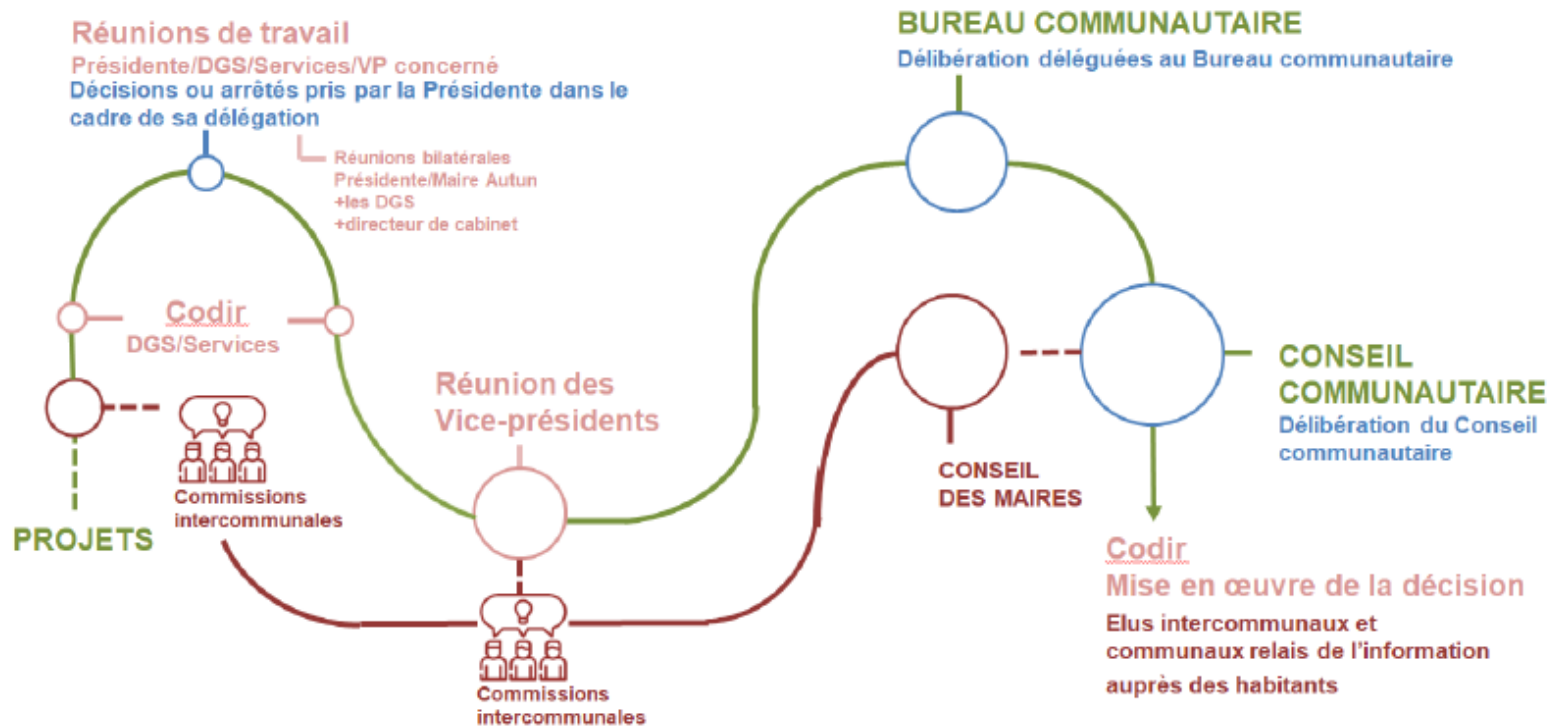 Réunions de travail
Présidente/DGS/Services/VP concerné
Décisions ou arrêtés pris par la Présidente dans le
cadre de sa délégation
Réunions bilatérales
Présidente/Maire Autun
+les DGS
+directeur de cabinet
Codir
DGS/Services
PROJETS
Commissions
intercommunales
Réunion des
Vice-présidents
Commissions
intercommunales
BUREAU COMMUNAUTAIRE
Délibération déléguées au Bureau communautaire
CONSEIL
DES MAIRES
CONSEIL
COMMUNAUTAIRE
Délibération du Conseil
communautaire
Codir
Mise en œuvre de la décision
Elus intercommunaux et
communaux relais de l'information
auprès des habitants